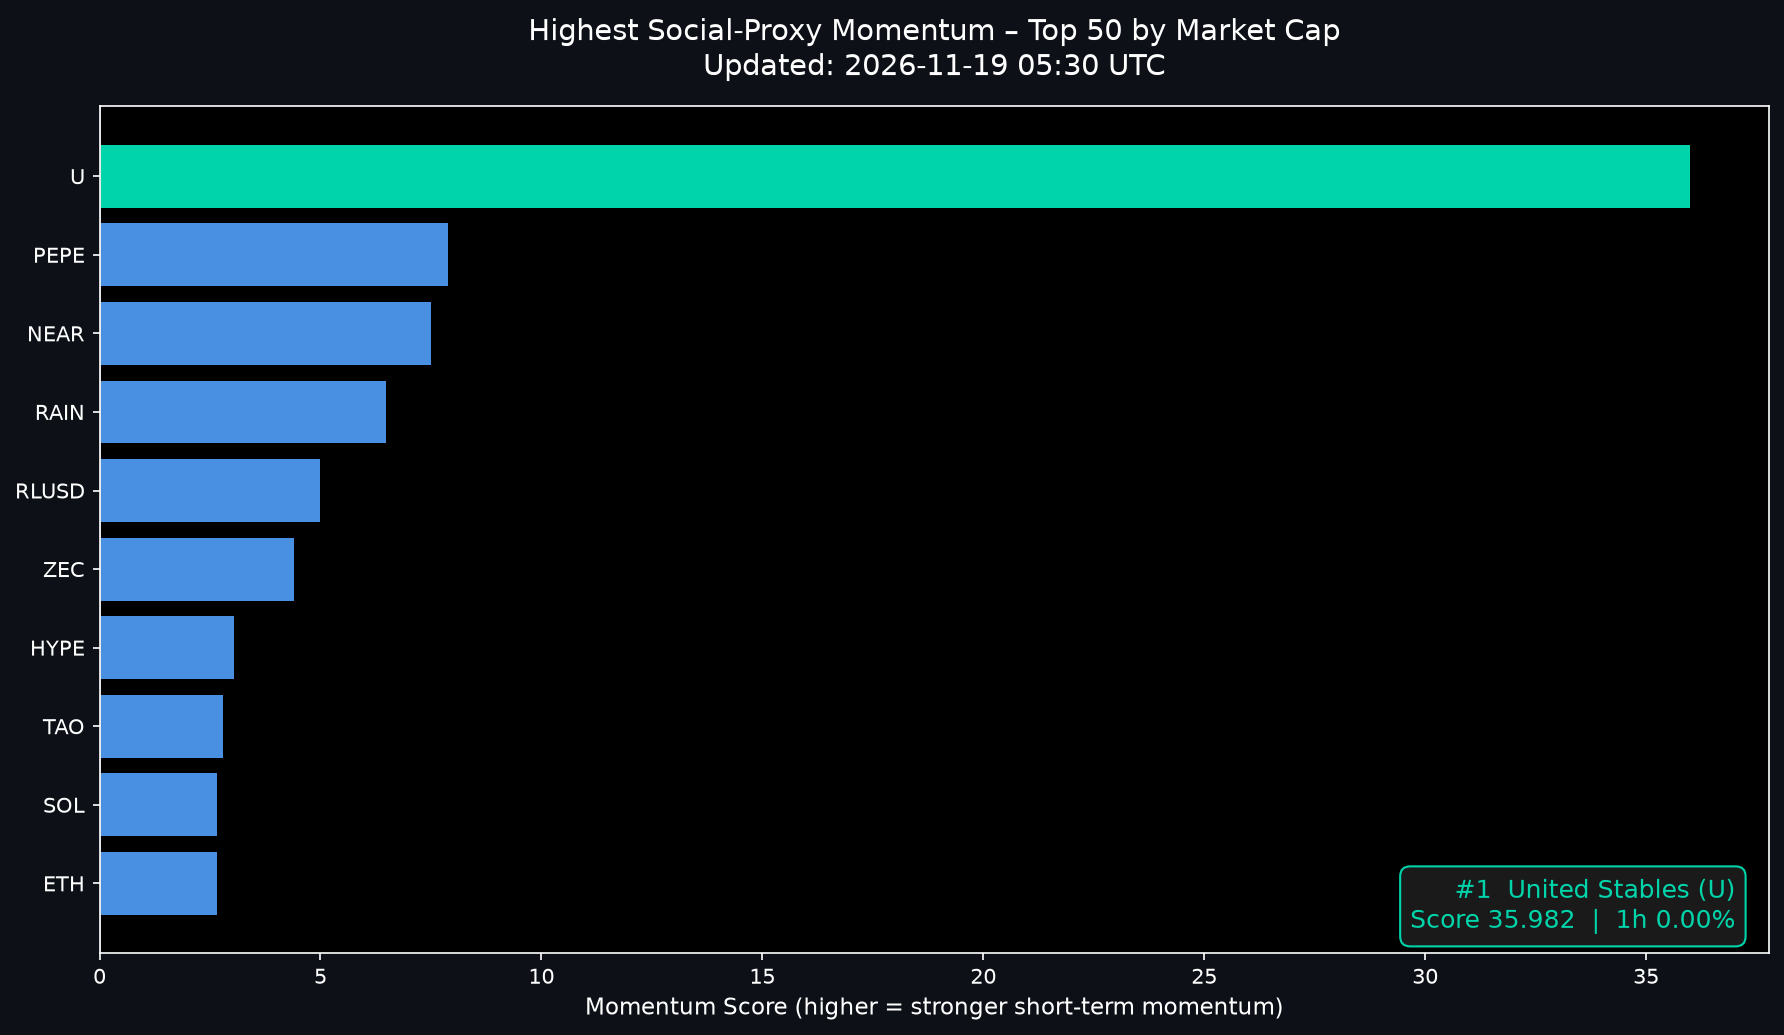 Highest Social-Proxy Momentum – Top 50 by Market Cap
Updated: 2026-11-19 05:30 UTC
U
PEPE
NEAR
RAIN
RLUSD
ZEC
HYPE
TAO
SOL
ETH
#1 United Stables (U)
Score 35.982 | 1h 0.00%
0 5 10 15 20 25 30 35
Momentum Score (higher = stronger short-term momentum)